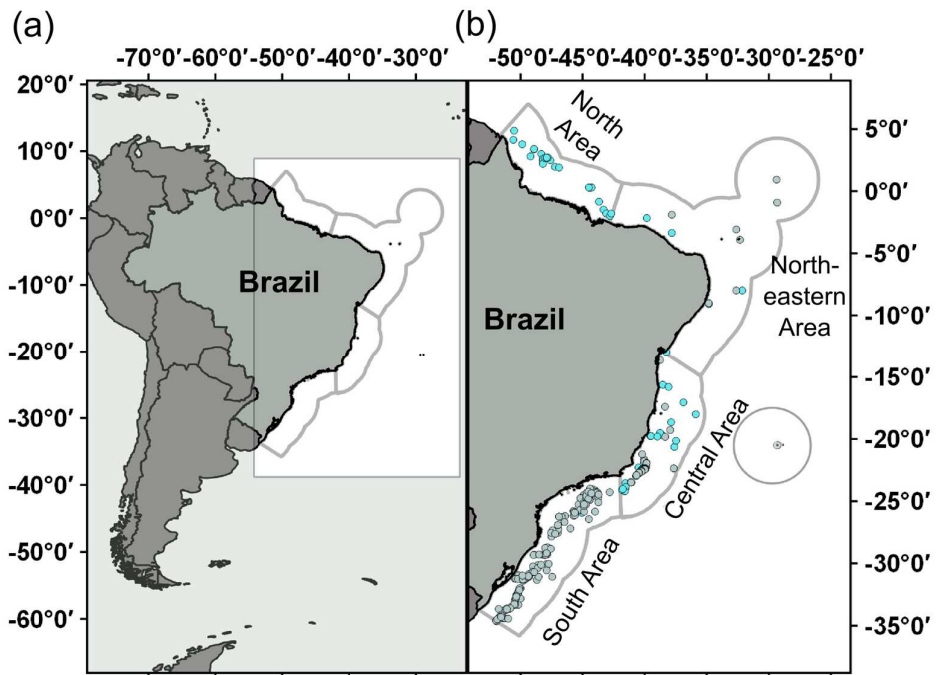 (a)
-70°0′ -60°0′ -50°0′ -40°0′ -30°0′
20°0′
10°0′
0°0′
-10°0′
-20°0′
-30°0′
-40°0′
-50°0′
-60°0′
Brazil
(b)
-50°0′ -45°0′ -40°0′ -35°0′ -30°0′ -25°0′
5°0′
0°0′
-5°0′
-10°0′
-15°0′
-20°0′
-25°0′
-30°0′
-35°0′
North
Area
North-
eastern
Area
Brazil
Central Area
South Area